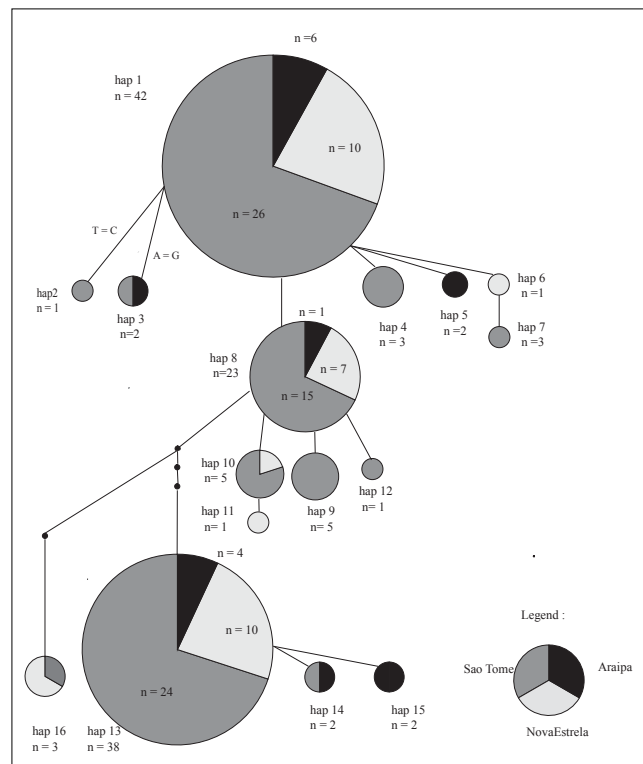 n =6
hap 1
n = 42
n = 10
n = 26
T = C
A = G
hap2
n = 1
hap 3
n=2
hap 4
n = 3
hap 5
n =2
hap 6
n =1
hap 7
n =3
n = 1
hap 8
n=23
n = 7
n = 15
hap 10
n= 5
hap 11
n= 1
hap 9
n= 5
hap 12
n= 1
n = 4
n = 10
n = 24
hap 16
n = 3
hap 13
n = 38
hap 14
n = 2
hap 15
n = 2
Legend :
Sao Tome
Araipa
NovaEstrela